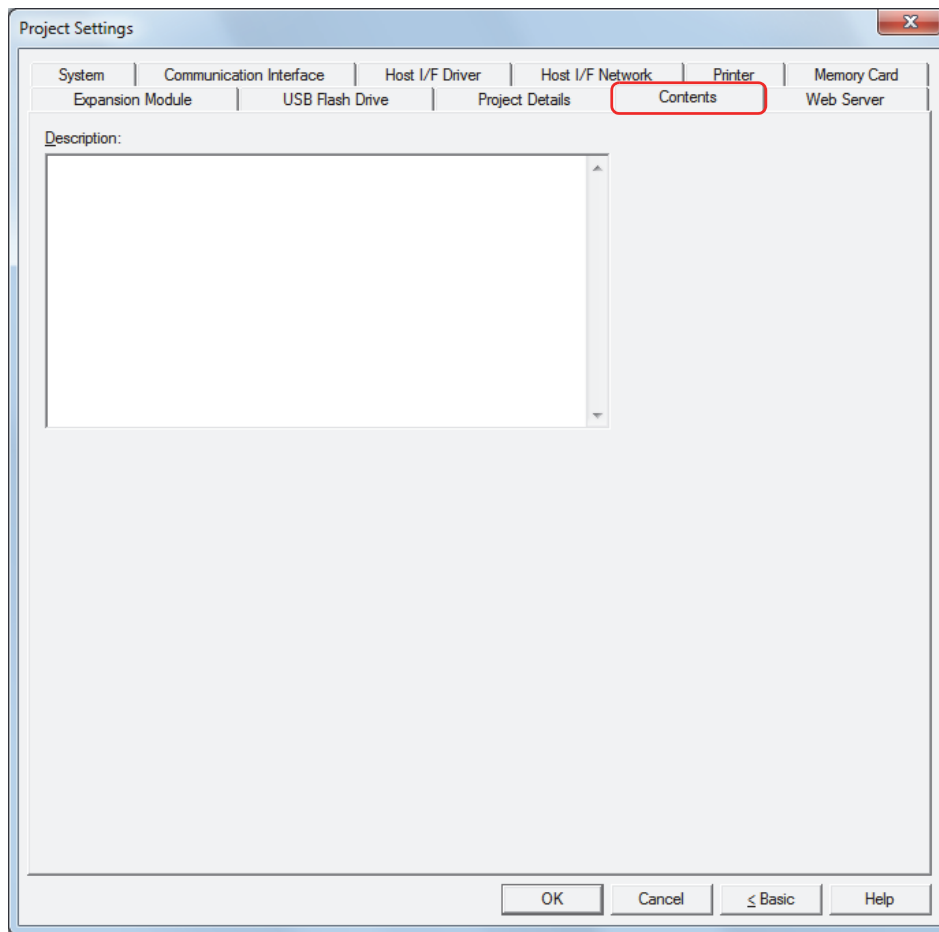 Project Settings
System Communication Interface Host I/F Driver Host I/F Network Printer Memory Card
Expansion Module USB Flash Drive Project Details Contents Web Server
Description:
OK Cancel < Basic Help